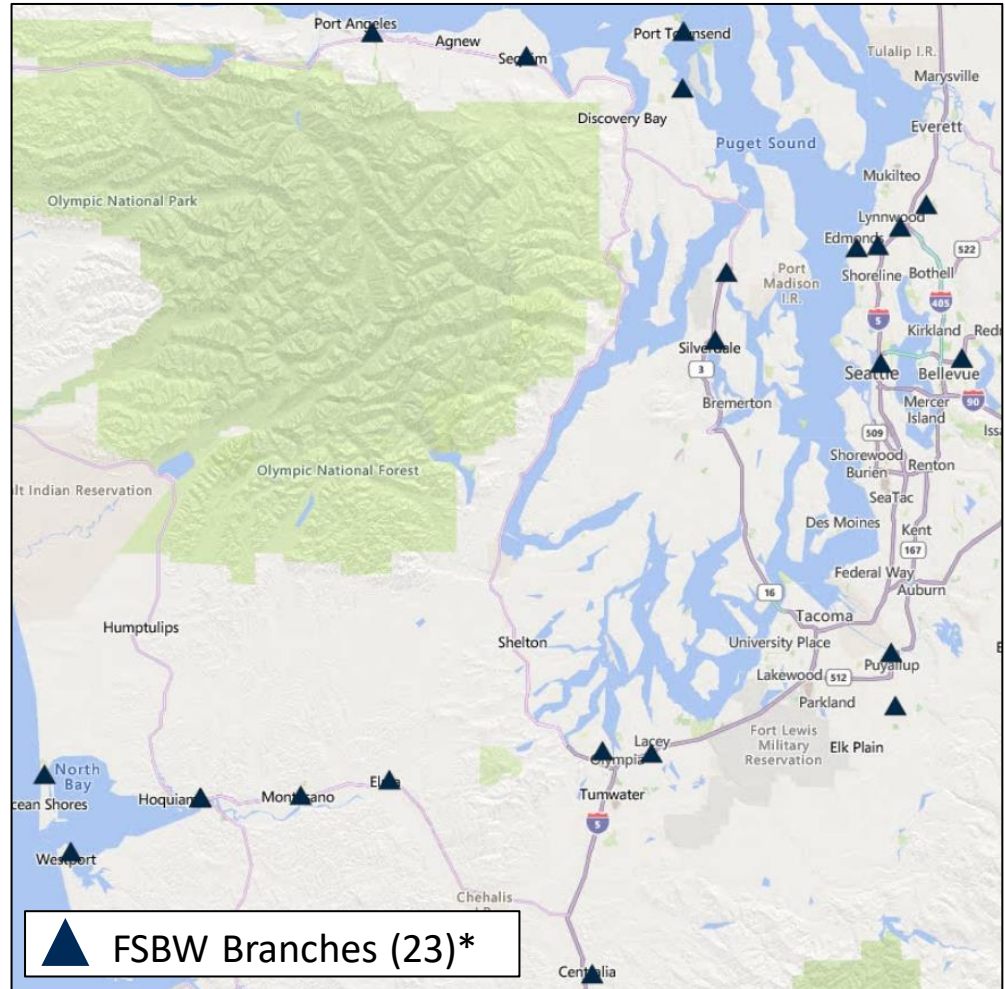 Port Angeles
Agnew
Sequim
Port Townsend
Tulalip I.R.
Marysville
Discovery Bay
Everett
Puget Sound
Mukilteo
Olympic National Park
Lynnwood
Edmonds
522
Shoreline
Bothell
Port
Madison
I.R.
405
5
Kirkland
Silverdale
Seattle
Bellevue
3
Bremerton
Mercer
Island
90
509
Shorewood
Burien
Renton
SeaTac
Olympic National Forest
ult Indian Reservation
Des Moines
Kent
167
Federal Way
Auburn
16
Tacoma
Humptulips
Shelton
University Place
Puyallup
Lakewood
512
Parkland
Fort Lewis
Military
Reservation
Elk Plain
Lacey
Olympia
North
Bay
cean Shores
Hoquiam
Montesano
Elma
Tumwater
5
Westport
Chehalis
FSBW Branches (23)*
Centralia